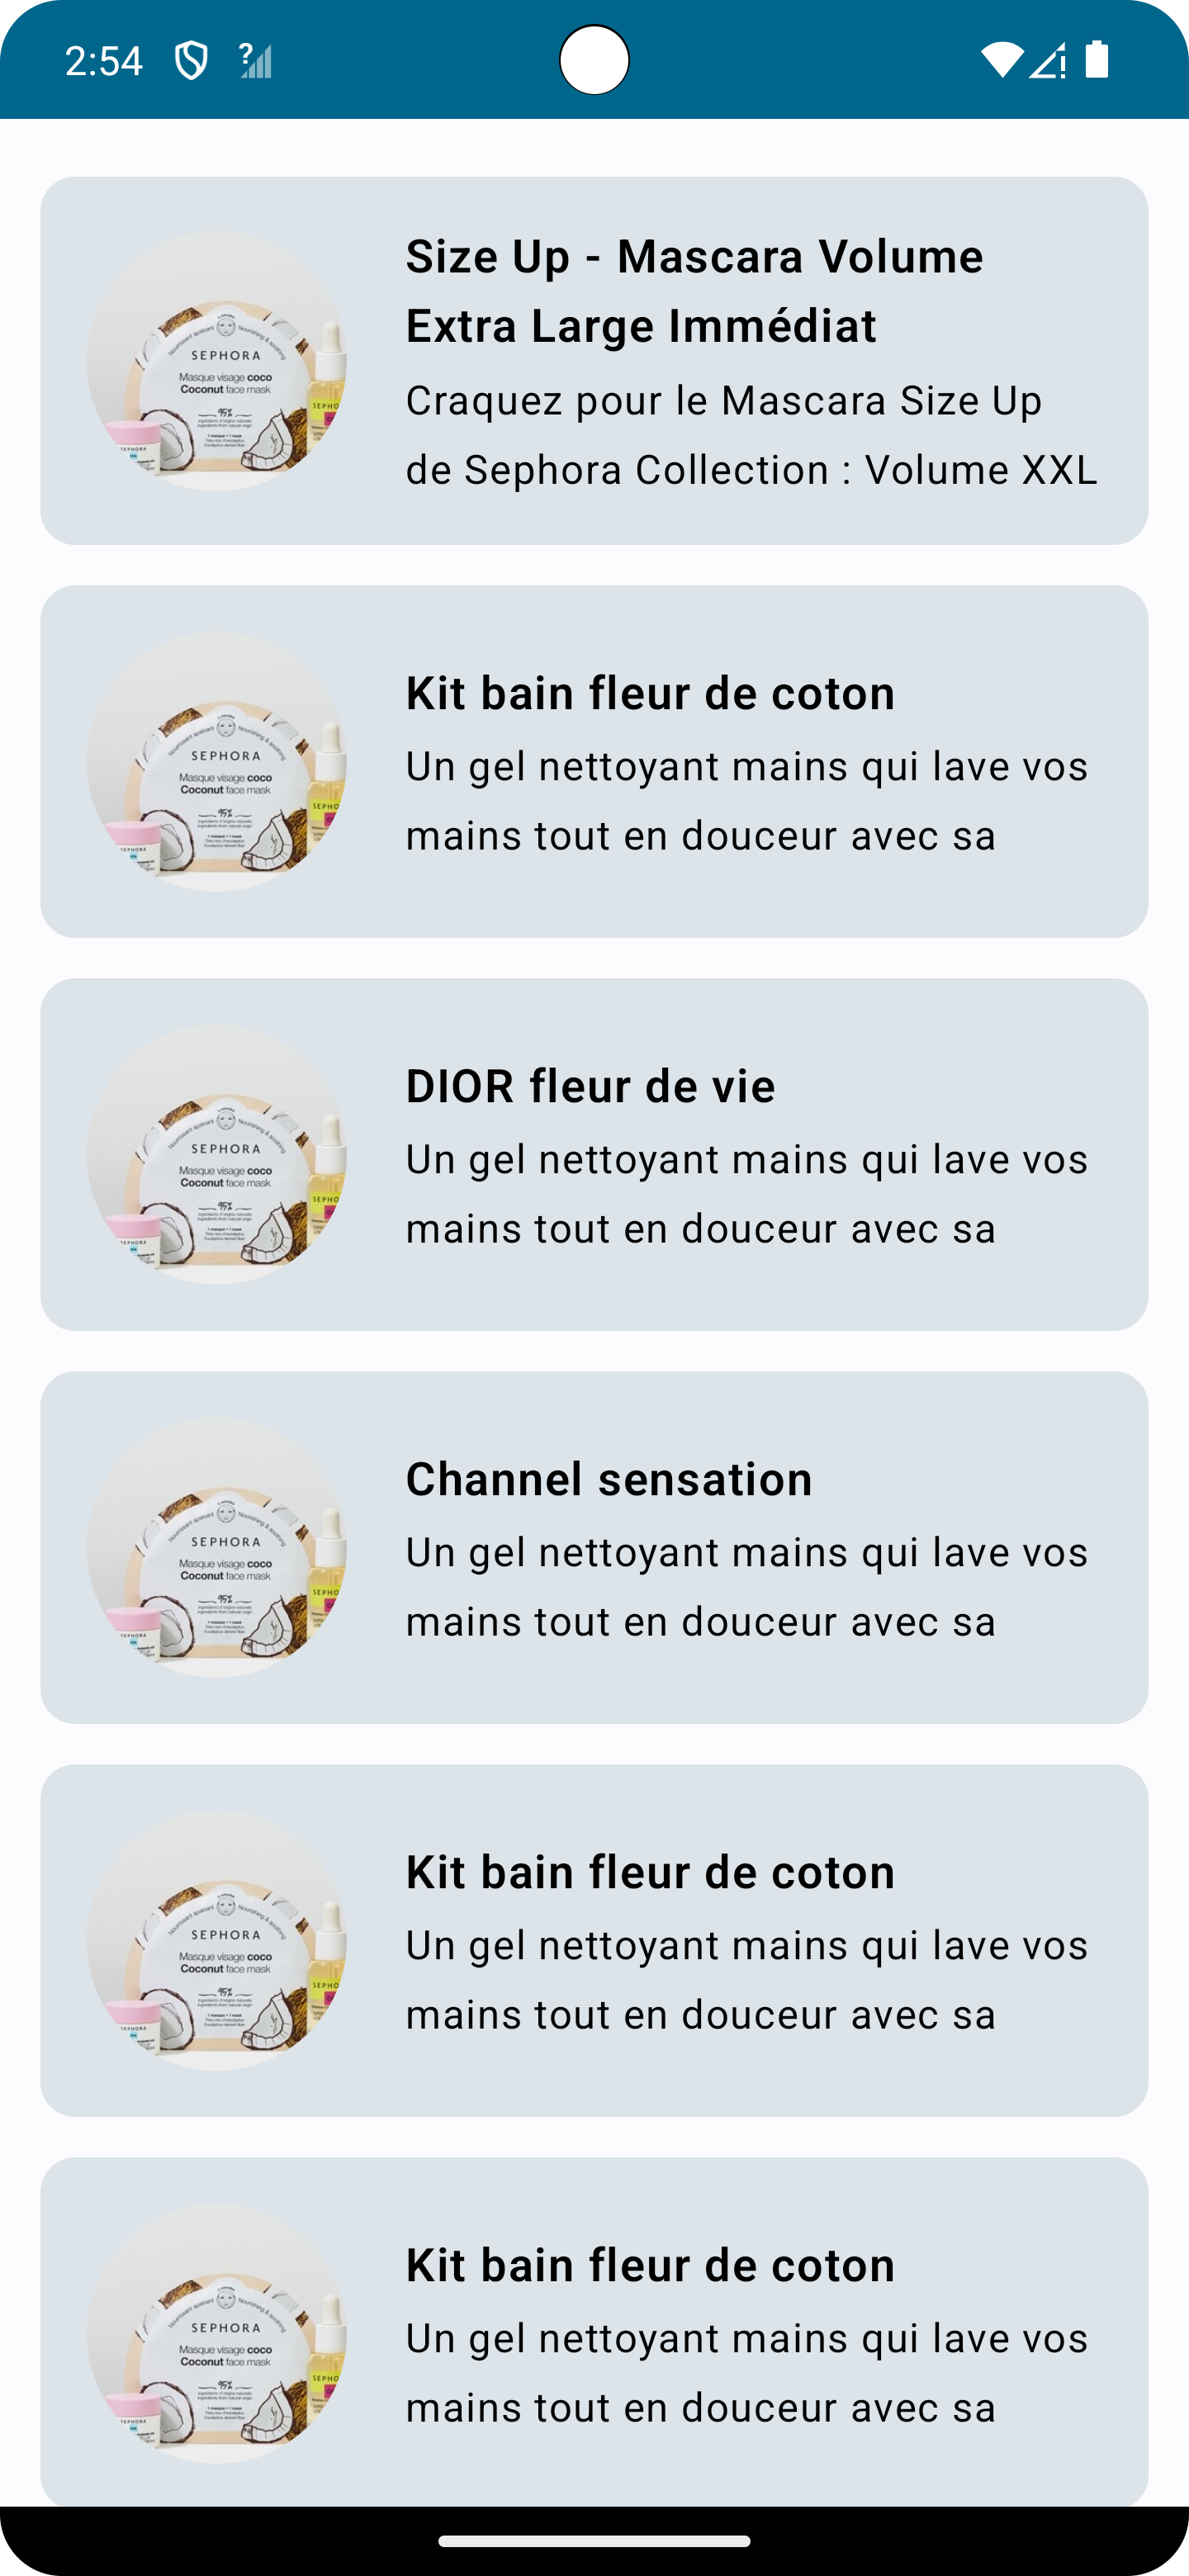 2:54
Size Up - Mascara Volume
Extra Large Immédiat
Craquez pour le Mascara Size Up
de Sephora Collection : Volume XXL
SEPHORA
Masque visage coco
Coconut face mask
95%
Kit bain fleur de coton
Un gel nettoyant mains qui lave vos
mains tout en douceur avec sa
SEPHORA
Masque visage coco
Coconut face mask
95%
DIOR fleur de vie
Un gel nettoyant mains qui lave vos
mains tout en douceur avec sa
SEPHORA
Masque visage coco
Coconut face mask
95%
Channel sensation
Un gel nettoyant mains qui lave vos
mains tout en douceur avec sa
SEPHORA
Masque visage coco
Coconut face mask
95%
Kit bain fleur de coton
Un gel nettoyant mains qui lave vos
mains tout en douceur avec sa
SEPHORA
Masque visage coco
Coconut face mask
95%
Kit bain fleur de coton
Un gel nettoyant mains qui lave vos
mains tout en douceur avec sa
SEPHORA
Masque visage coco
Coconut face mask
95%